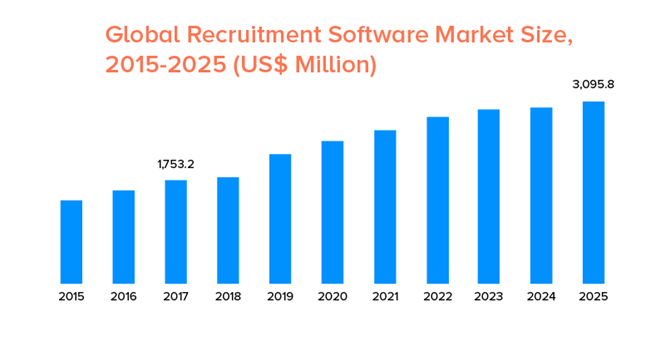 Global Recruitment Software Market Size,
2015-2025 (US$ Million)
3,095.8
1,753.2
2015 2016 2017 2018 2019 2020 2021 2022 2023 2024 2025